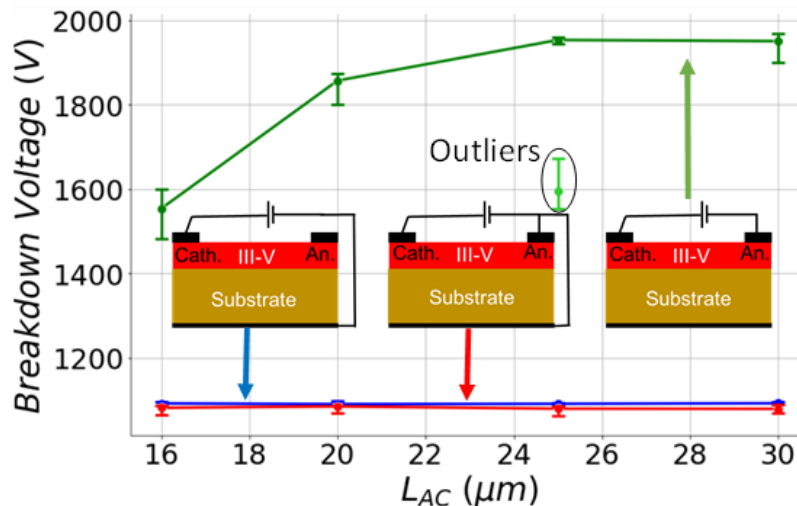 Breakdown Voltage (V)
2000
1800
1600
1400
1200
Outliers
Cath. III-V An.
Substrate
Cath. III-V An.
Substrate
Cath. III-V An.
Substrate
16 18 20 22 24 26 28 30
L_AC (μm)